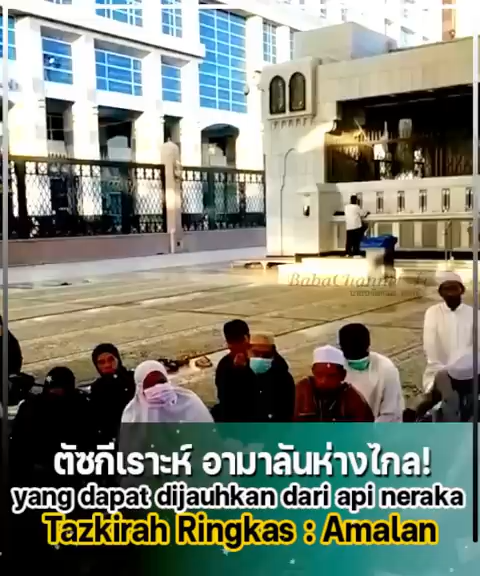 BabaChannel
ตัซกีเราะห์ อามาลันห่างไกล!
yang dapat dijauhkan dari api neraka
Tazkirah Ringkas : Amalan